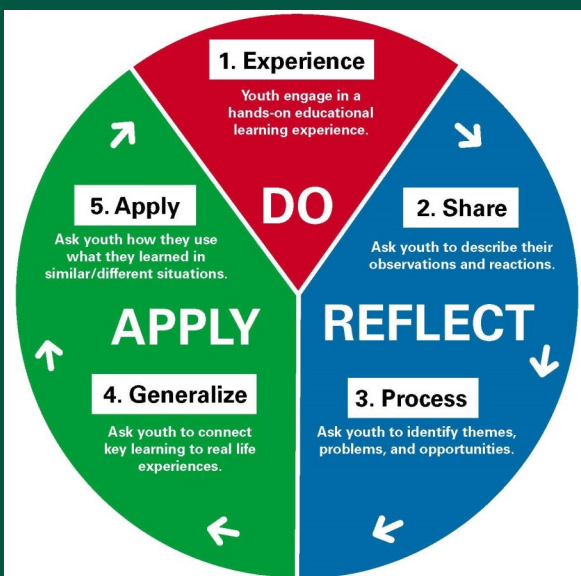 1. Experience
Youth engage in a
hands-on educational
learning experience.
DO
2. Share
Ask youth to describe their
observations and reactions.
REFLECT
3. Process
Ask youth to identify themes,
problems, and opportunities.
4. Generalize
Ask youth to connect
key learning to real life
experiences.
APPLY
5. Apply
Ask youth how they use
what they learned in
similar/different situations.